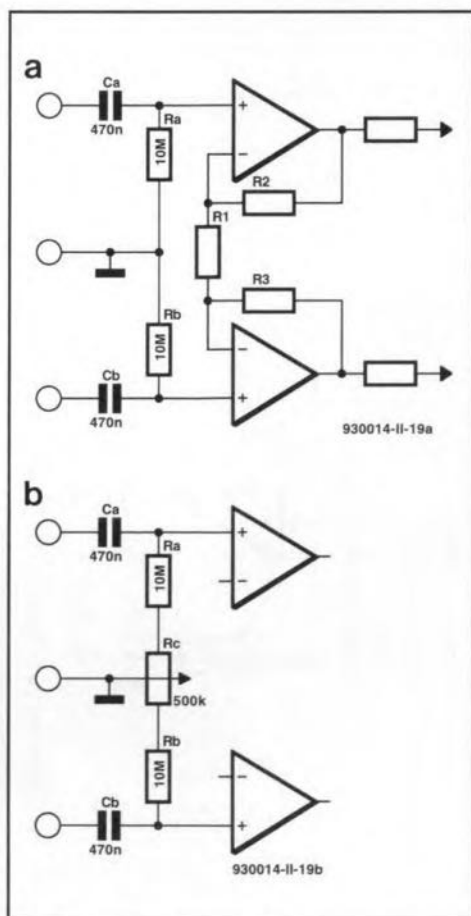 a
Ca
470n
Ra
10M
+
−
R2
R1
R3
Rb
10M
−
+
Cb
470n
930014-II-19a
b
Ca
470n
Ra
10M
+
−
Rc
500k
Rb
10M
−
+
Cb
470n
930014-II-19b